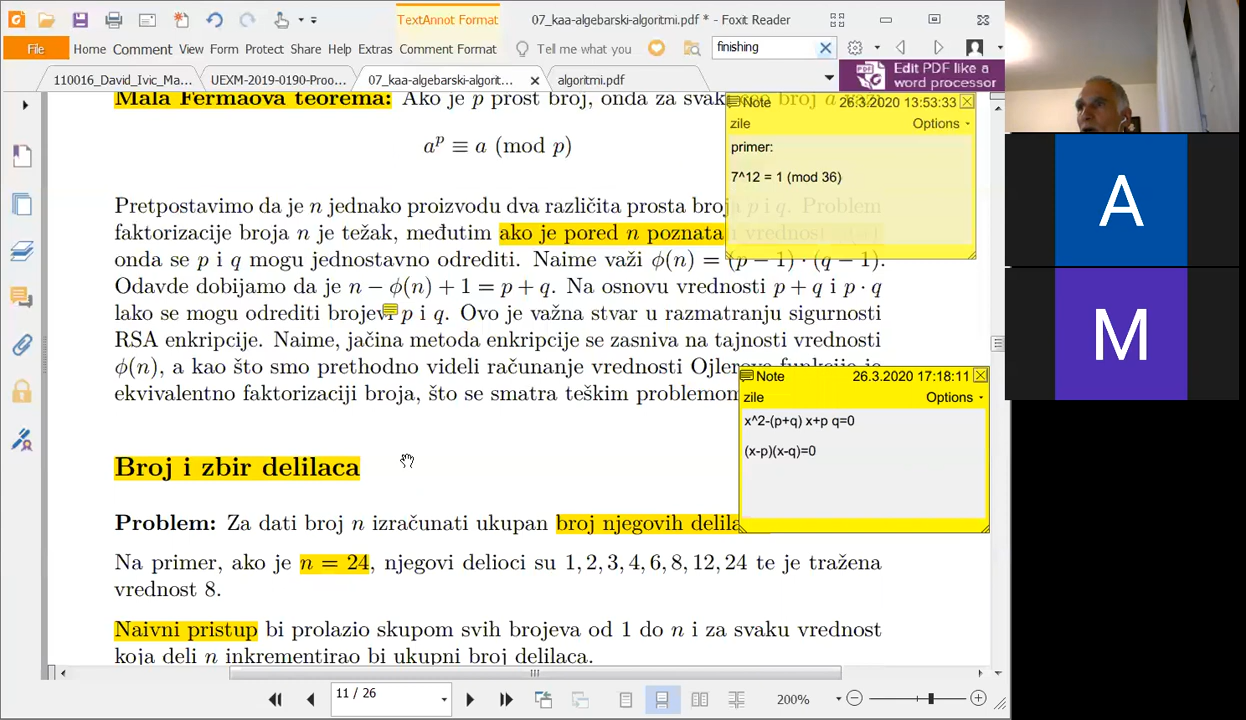 TextAnnot Format
07_kaa-algebarski-algoritmi.pdf * - Foxit Reader
File
Home
Comment
View
Form
Protect
Share
Help
Extras
Comment Format
Tell me what you
finishing
110016_David_Ivic_Ma...
UEXM-2019-0190-Proo...
07_kaa-algebarski-algorit...
algoritmi.pdf
Edit PDF like a
word processor
Mala Fermaova teorema: Ako je p prost broj, onda za svak broj a
a^p ≡ a (mod p)
Note 26.3.2020 13:53:33
zile Options
primer:
7^12 = 1 (mod 36)
Pretpostavimo da je n jednako proizvodu dva različita prosta broja p i q. Problem
faktorizacije broja n je težak, međutim ako je pored n poznata vrednost
onda se p i q mogu jednostavno odrediti. Naime važi ϕ(n) = (p − 1) · (q − 1).
Odavde dobijamo da je n − ϕ(n) + 1 = p + q. Na osnovu vrednosti p + q i p · q
lako se mogu odrediti brojevi p i q. Ovo je važna stvar u razmatranju sigurnosti
RSA enkripcije. Naime, jačina metoda enkripcije se zasniva na tajnosti vrednosti
ϕ(n), a kao što smo prethodno videli računanje vrednosti Ojlerove funkcije je
ekvivalentno faktorizaciji broja, što se smatra teškim problemom
Note 26.3.2020 17:18:11
zile Options
x^2-(p+q) x+p q=0
(x-p)(x-q)=0
Broj i zbir delilaca
Problem: Za dati broj n izračunati ukupan broj njegovih delila
Na primer, ako je n = 24, njegovi delioci su 1, 2, 3, 4, 6, 8, 12, 24 te je tražena
vrednost 8.
Naivni pristup bi prolazio skupom svih brojeva od 1 do n i za svaku vrednost
koja deli n inkrementirao bi ukupni broj delilaca.
11 / 26
200%
A
M